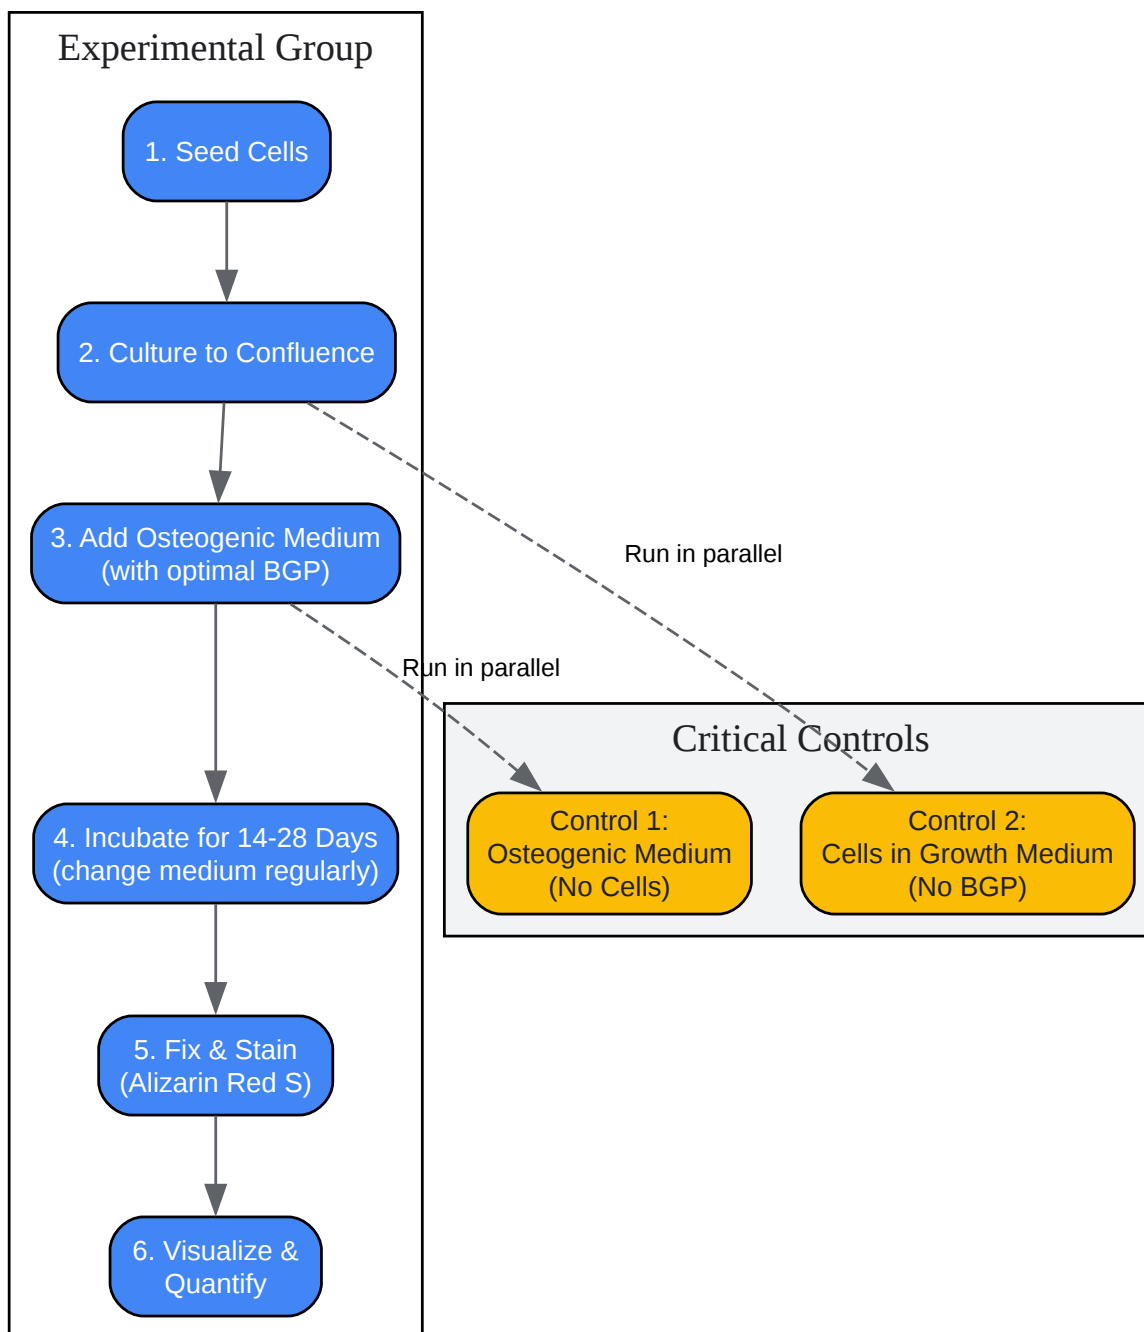 Experimental Group
1. Seed Cells
2. Culture to Confluence
3. Add Osteogenic Medium
(with optimal BGP)
Run in parallel
Run in parallel
Critical Controls
Control 1:
Osteogenic Medium
(No Cells)
Control 2:
Cells in Growth Medium
(No BGP)
4. Incubate for 14-28 Days
(change medium regularly)
5. Fix & Stain
(Alizarin Red S)
6. Visualize &
Quantify